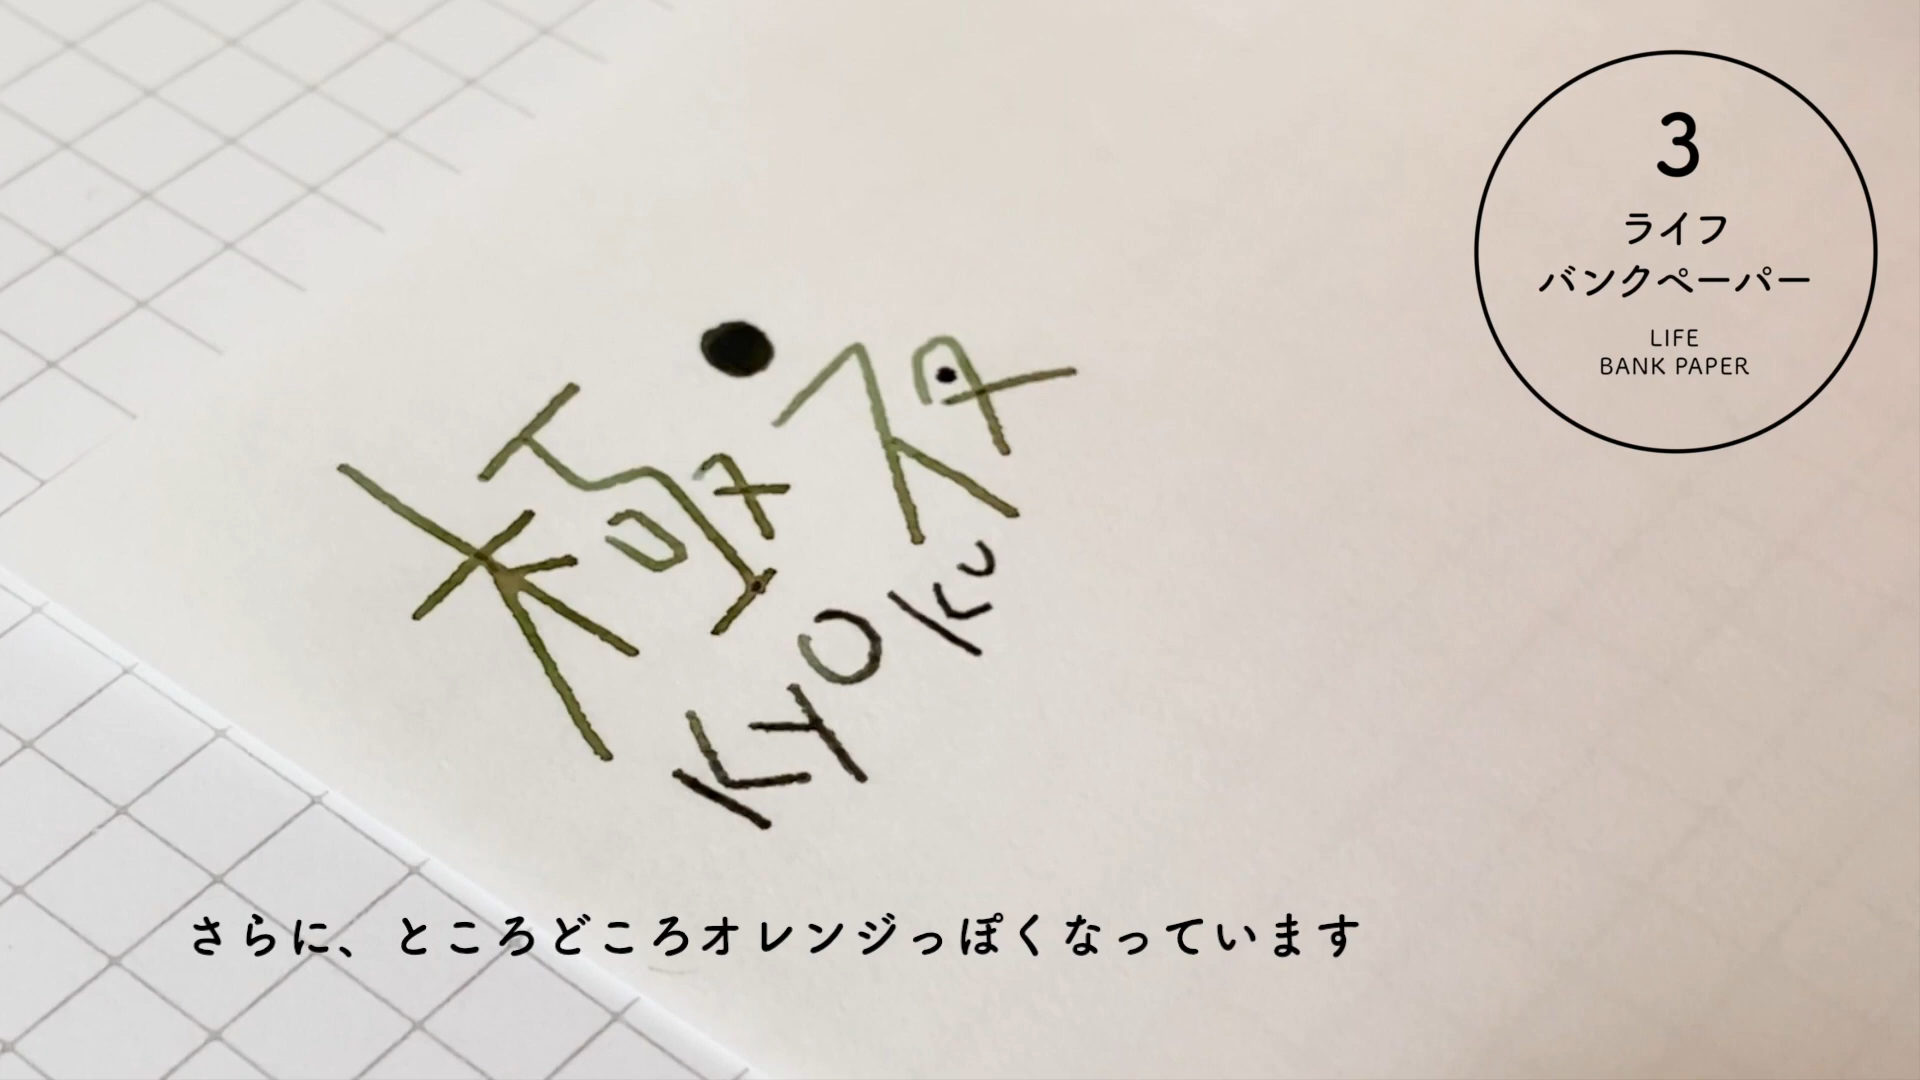 3
ライフ
バンクペーパー
LIFE
BANK PAPER
極
KYOKU
さらに、ところどころオレンジっぽくなっています